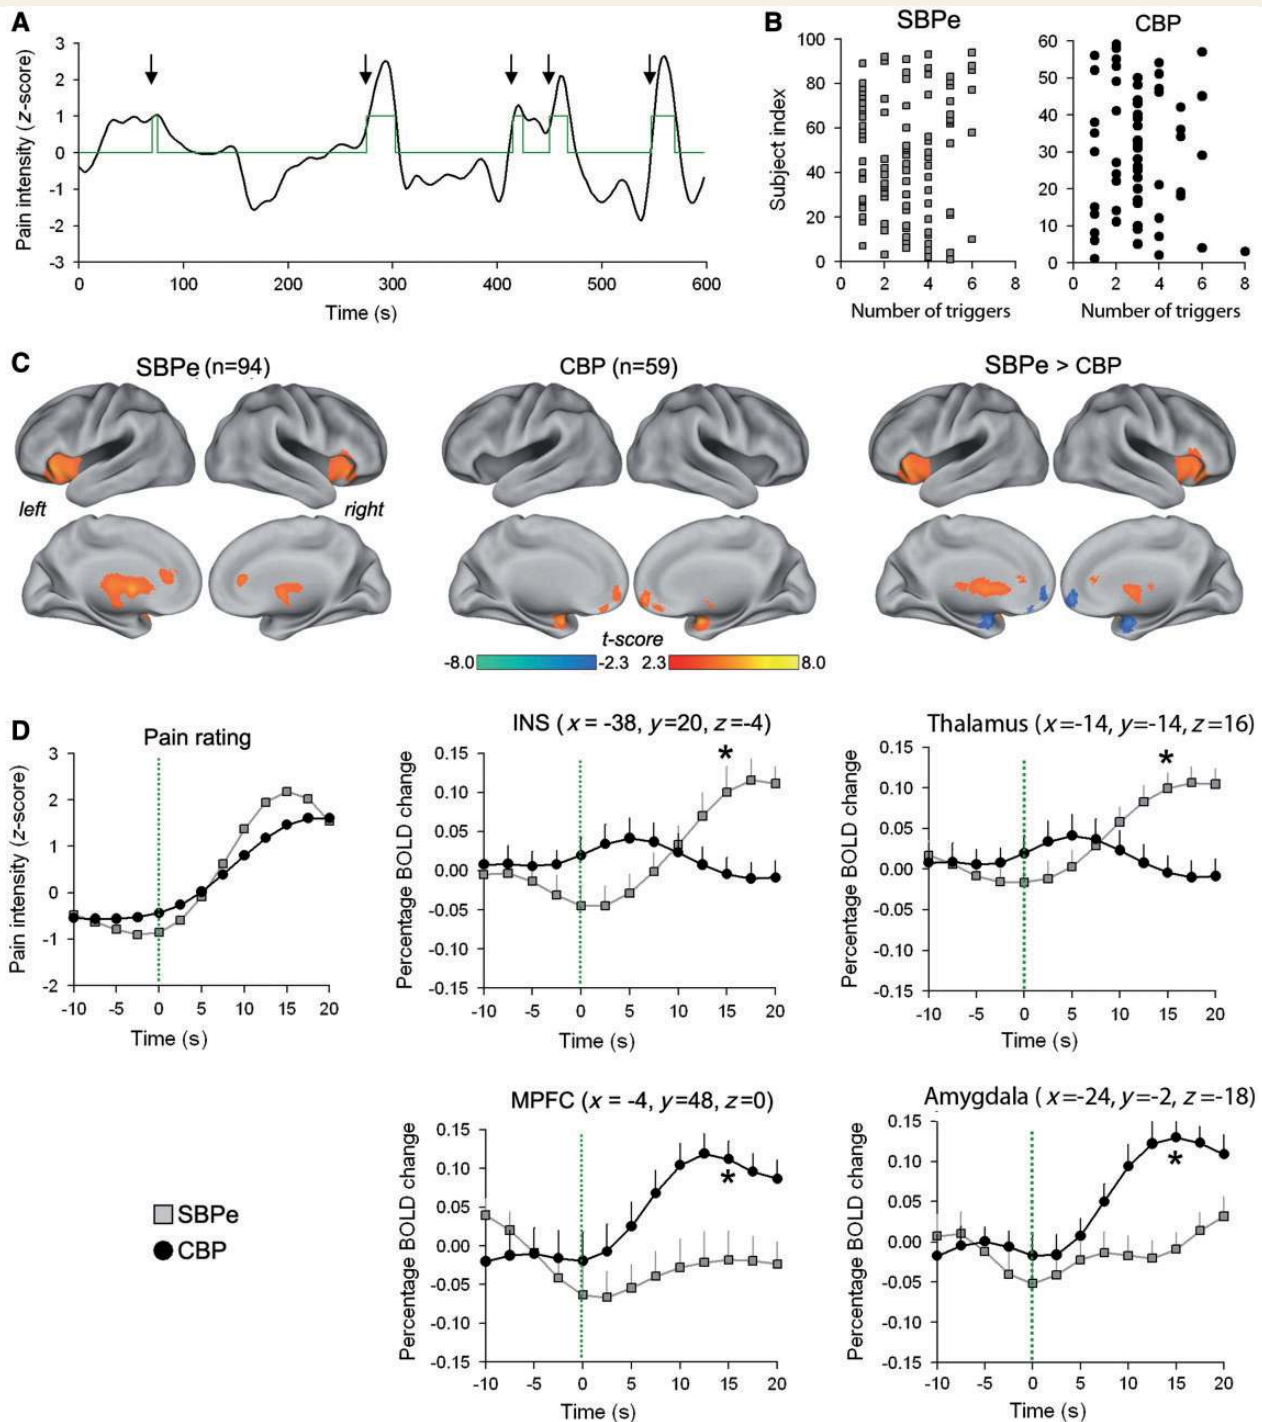 A
Pain intensity (z-score)
3
2
1
0
-1
-2
-3
0 100 200 300 400 500 600
Time (s)
B
SBPe
CBP
Subject index
100
80
60
40
20
0
0 2 4 6 8
Number of triggers
60
50
40
30
20
10
0
0 2 4 6 8
Number of triggers
C
SBPe (n=94)
CBP (n=59)
SBPe > CBP
left
right
t-score
-8.0 -2.3 2.3 8.0
D
Pain rating
Pain intensity (z-score)
3
2
1
0
-1
-2
-10 -5 0 5 10 15 20
Time (s)
INS (x = -38, y=20, z=-4)
Percentage BOLD change
0.15
0.10
0.05
0.00
-0.05
-0.10
-0.15
*
-10 -5 0 5 10 15 20
Time (s)
Thalamus (x=-14, y=-14, z=16)
Percentage BOLD change
0.15
0.10
0.05
0.00
-0.05
-0.10
-0.15
*
-10 -5 0 5 10 15 20
Time (s)
SBPe
CBP
MPFC (x = -4, y=48, z=0)
Percentage BOLD change
0.15
0.10
0.05
0.00
-0.05
-0.10
-0.15
*
-10 -5 0 5 10 15 20
Time (s)
Amygdala (x=-24, y=-2, z=-18)
Percentage BOLD change
0.15
0.10
0.05
0.00
-0.05
-0.10
-0.15
*
-10 -5 0 5 10 15 20
Time (s)